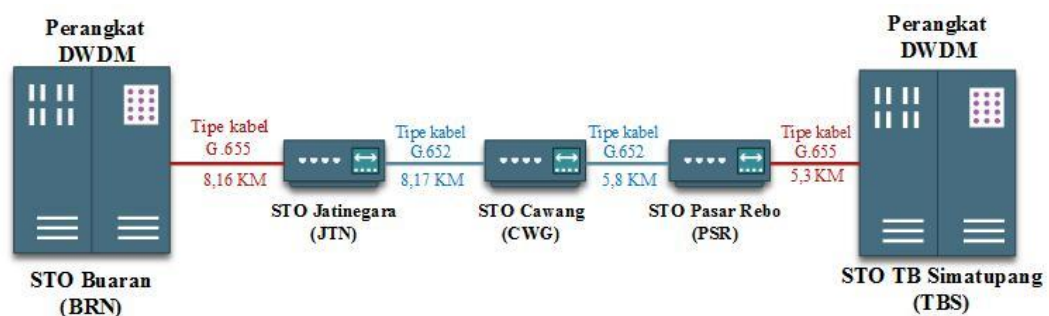 Perangkat
DWDM
Tipe kabel
G.655
8,16 KM
STO Buaran
(BRN)
STO Jatinegara
(JTN)
Tipe kabel
G.652
8,17 KM
STO Cawang
(CWG)
Tipe kabel
G.652
5,8 KM
STO Pasar Rebo
(PSR)
Tipe kabel
G.655
5,3 KM
Perangkat
DWDM
STO TB Simatupang
(TBS)